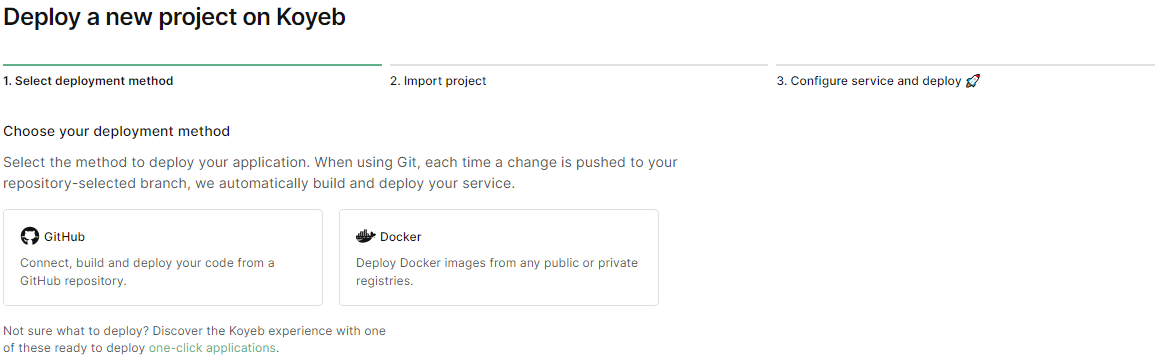 Deploy a new project on Koyeb
1. Select deployment method
2. Import project
3. Configure service and deploy 🚀
Choose your deployment method
Select the method to deploy your application. When using Git, each time a change is pushed to your
repository-selected branch, we automatically build and deploy your service.
GitHub
Connect, build and deploy your code from a
GitHub repository.
Docker
Deploy Docker images from any public or private
registries.
Not sure what to deploy? Discover the Koyeb experience with one
of these ready to deploy one-click applications.